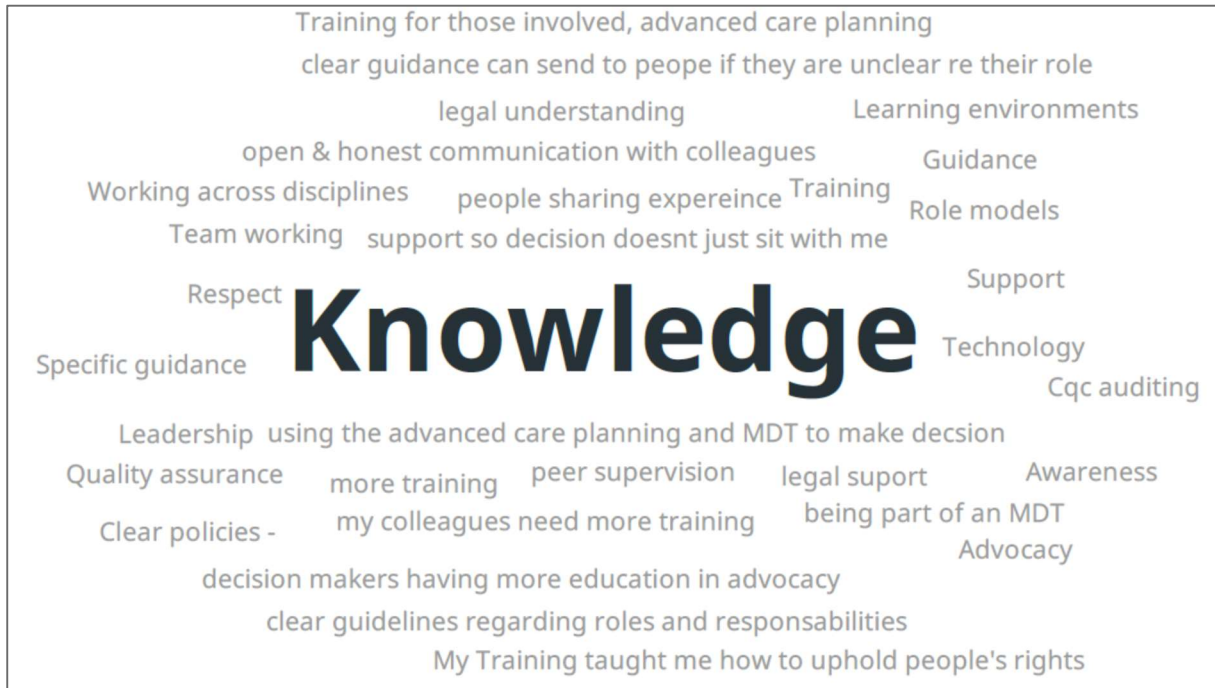 Training for those involved, advanced care planning
clear guidance can send to peope if they are unclear re their role
legal understanding
Learning environments
open & honest communication with colleagues
Guidance
Working across disciplines
people sharing expereince
Training
Role models
Team working
support so decision doesnt just sit with me
Support
Respect
Knowledge
Technology
Specific guidance
Cqc auditing
Leadership
using the advanced care planning and MDT to make decsion
Quality assurance
more training
peer supervision
legal suport
Awareness
Clear policies -
my colleagues need more training
being part of an MDT
Advocacy
decision makers having more education in advocacy
clear guidelines regarding roles and responsabilities
My Training taught me how to uphold people's rights